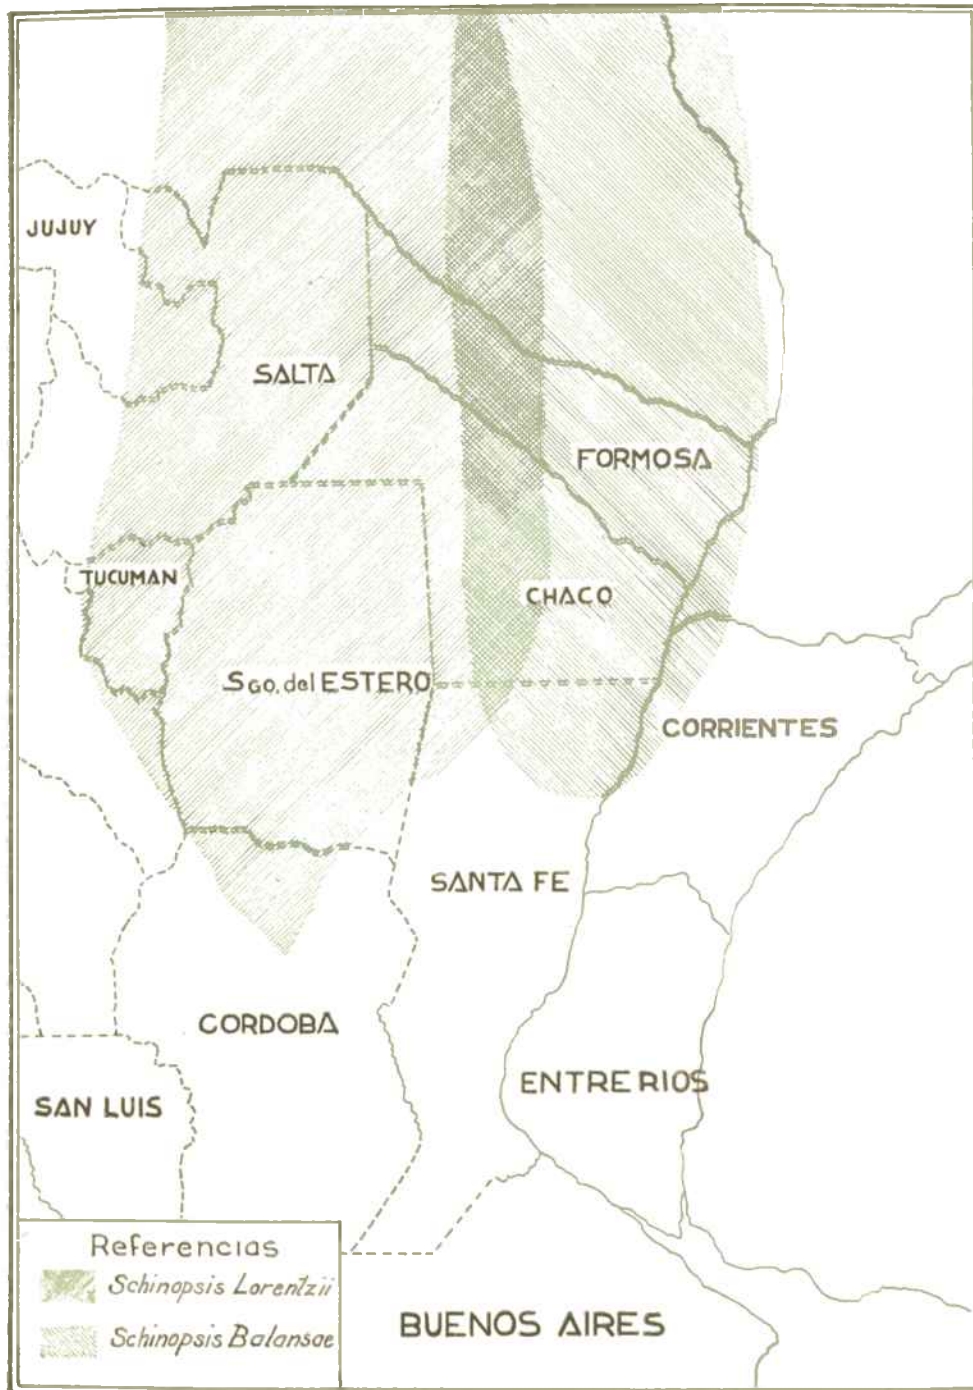 JUJUY
SALTA
FORMOSA
TUCUMAN
CHACO
SGO. del ESTERO
CORRIENTES
SANTA FE
CORDOBA
ENTRE RIOS
SAN LUIS
Referencias
Schinopsis Lorentzii
Schinopsis Balansae
BUENOS AIRES